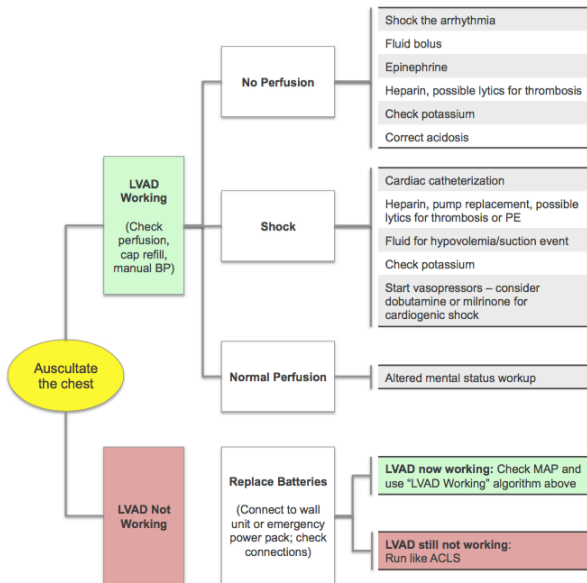 Auscultate
the chest
LVAD
Working
(Check
perfusion,
cap refill,
manual BP)
No Perfusion
Shock the arrhythmia
Fluid bolus
Epinephrine
Heparin, possible lytics for thrombosis
Check potassium
Correct acidosis
Shock
Cardiac catheterization
Heparin, pump replacement, possible
lytics for thrombosis or PE
Fluid for hypovolemia/suction event
Check potassium
Start vasopressors – consider
dobutamine or milrinone for
cardiogenic shock
Normal Perfusion
Altered mental status workup
LVAD Not
Working
Replace Batteries
(Connect to wall
unit or emergency
power pack; check
connections)
LVAD now working: Check MAP and
use “LVAD Working” algorithm above
LVAD still not working:
Run like ACLS